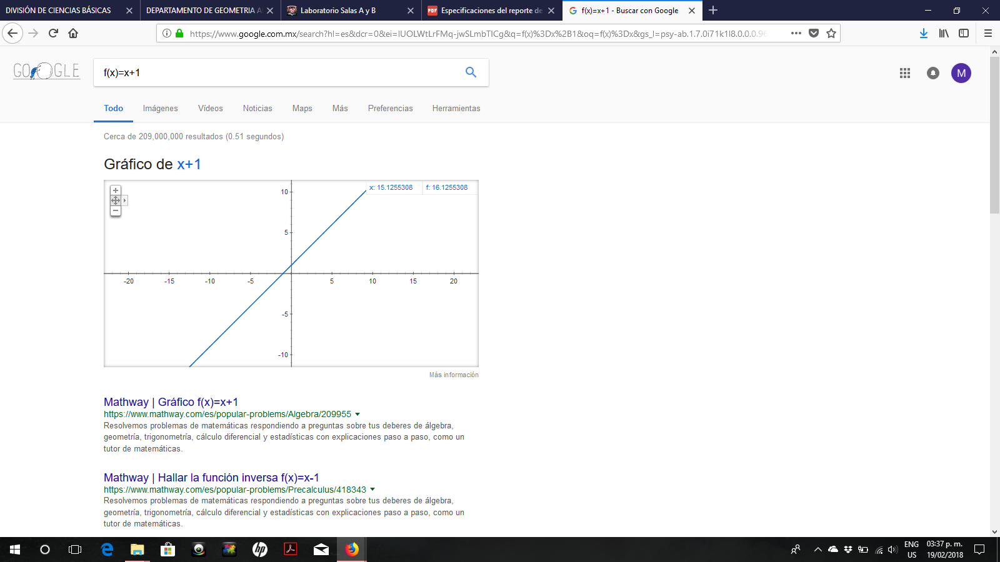 DIVISIÓN DE CIENCIAS BÁSICAS
DEPARTAMENTO DE GEOMETRIA A
Laboratorio Salas A y B
PDF Especificaciones del reporte de
f(x)=x+1 - Buscar con Google
https://www.google.com.mx/search?hl=es&dcr=0&ei=IUOLWtLrFMq-jwSLmbTICg&q=f(x)%3Dx%2B1&oq=f(x)%3Dx&gs_l=psy-ab.1.7.0i71k1l8.0.0.0.96
GOOGLE
f(x)=x+1
M
Todo Imágenes Vídeos Noticias Maps Más Preferencias Herramientas
Cerca de 209,000,000 resultados (0.51 segundos)
Gráfico de x+1
x: 15.1255308 f: 16.1255308
10
5
-20 -15 -10 -5 5 10 15 20
-5
-10
Más información
Mathway | Gráfico f(x)=x+1
https://www.mathway.com/es/popular-problems/Algebra/209955
Resolvemos problemas de matemáticas respondiendo a preguntas sobre tus deberes de álgebra,
geometría, trigonometría, cálculo diferencial y estadísticas con explicaciones paso a paso, como un
tutor de matemáticas.
Mathway | Hallar la función inversa f(x)=x-1
https://www.mathway.com/es/popular-problems/Precalculus/418343
Resolvemos problemas de matemáticas respondiendo a preguntas sobre tus deberes de álgebra,
geometría, trigonometría, cálculo diferencial y estadísticas con explicaciones paso a paso, como un
tutor de matemáticas.
hp
ENG
US
03:37 p. m.
19/02/2018